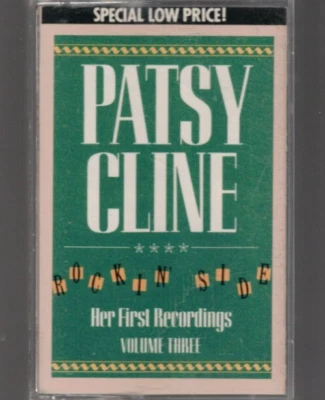 SPECIAL LOW PRICE!
PATSY
CLINE
****
ROCKIN' SIDE
Her First Recordings
VOLUME THREE